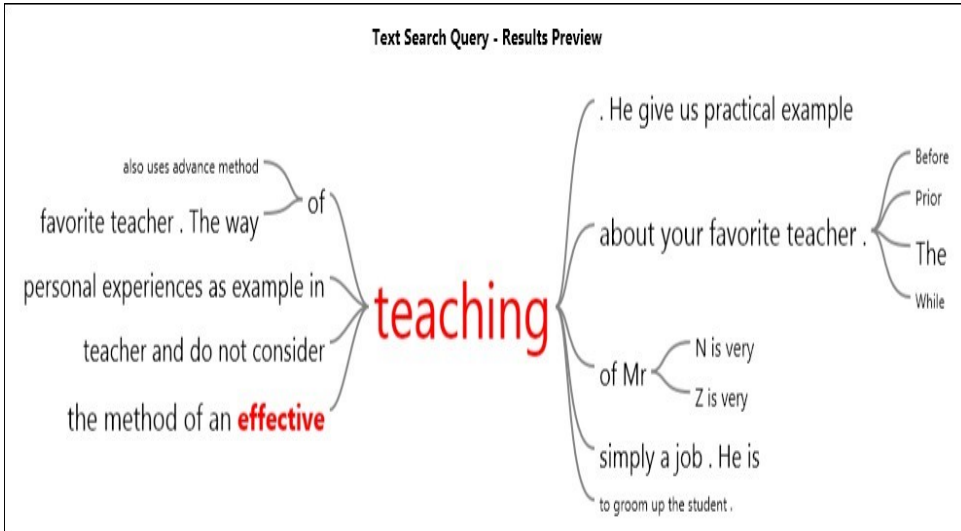 Text Search Query - Results Preview
also uses advance method
favorite teacher . The way
of
personal experiences as example in
teacher and do not consider
the method of an effective
teaching
. He give us practical example
about your favorite teacher .
Before
Prior
The
While
of Mr
N is very
Z is very
simply a job . He is
to groom up the student .